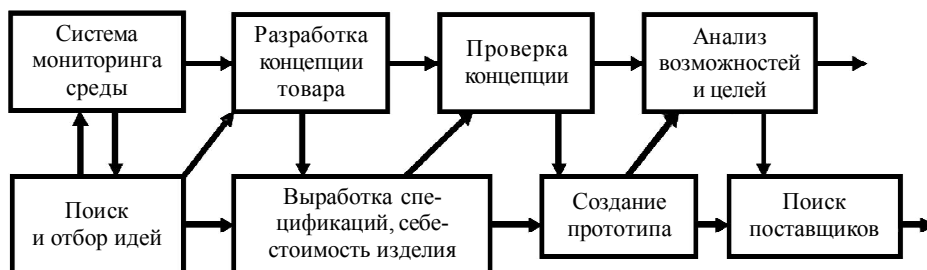 Система
мониторинга
среды
Разработка
концепции
товара
Проверка
концепции
Анализ
возможностей
и целей
Поиск
и отбор идей
Выработка спе-
цификаций, себе-
стоимость изделия
Создание
прототипа
Поиск
поставщиков